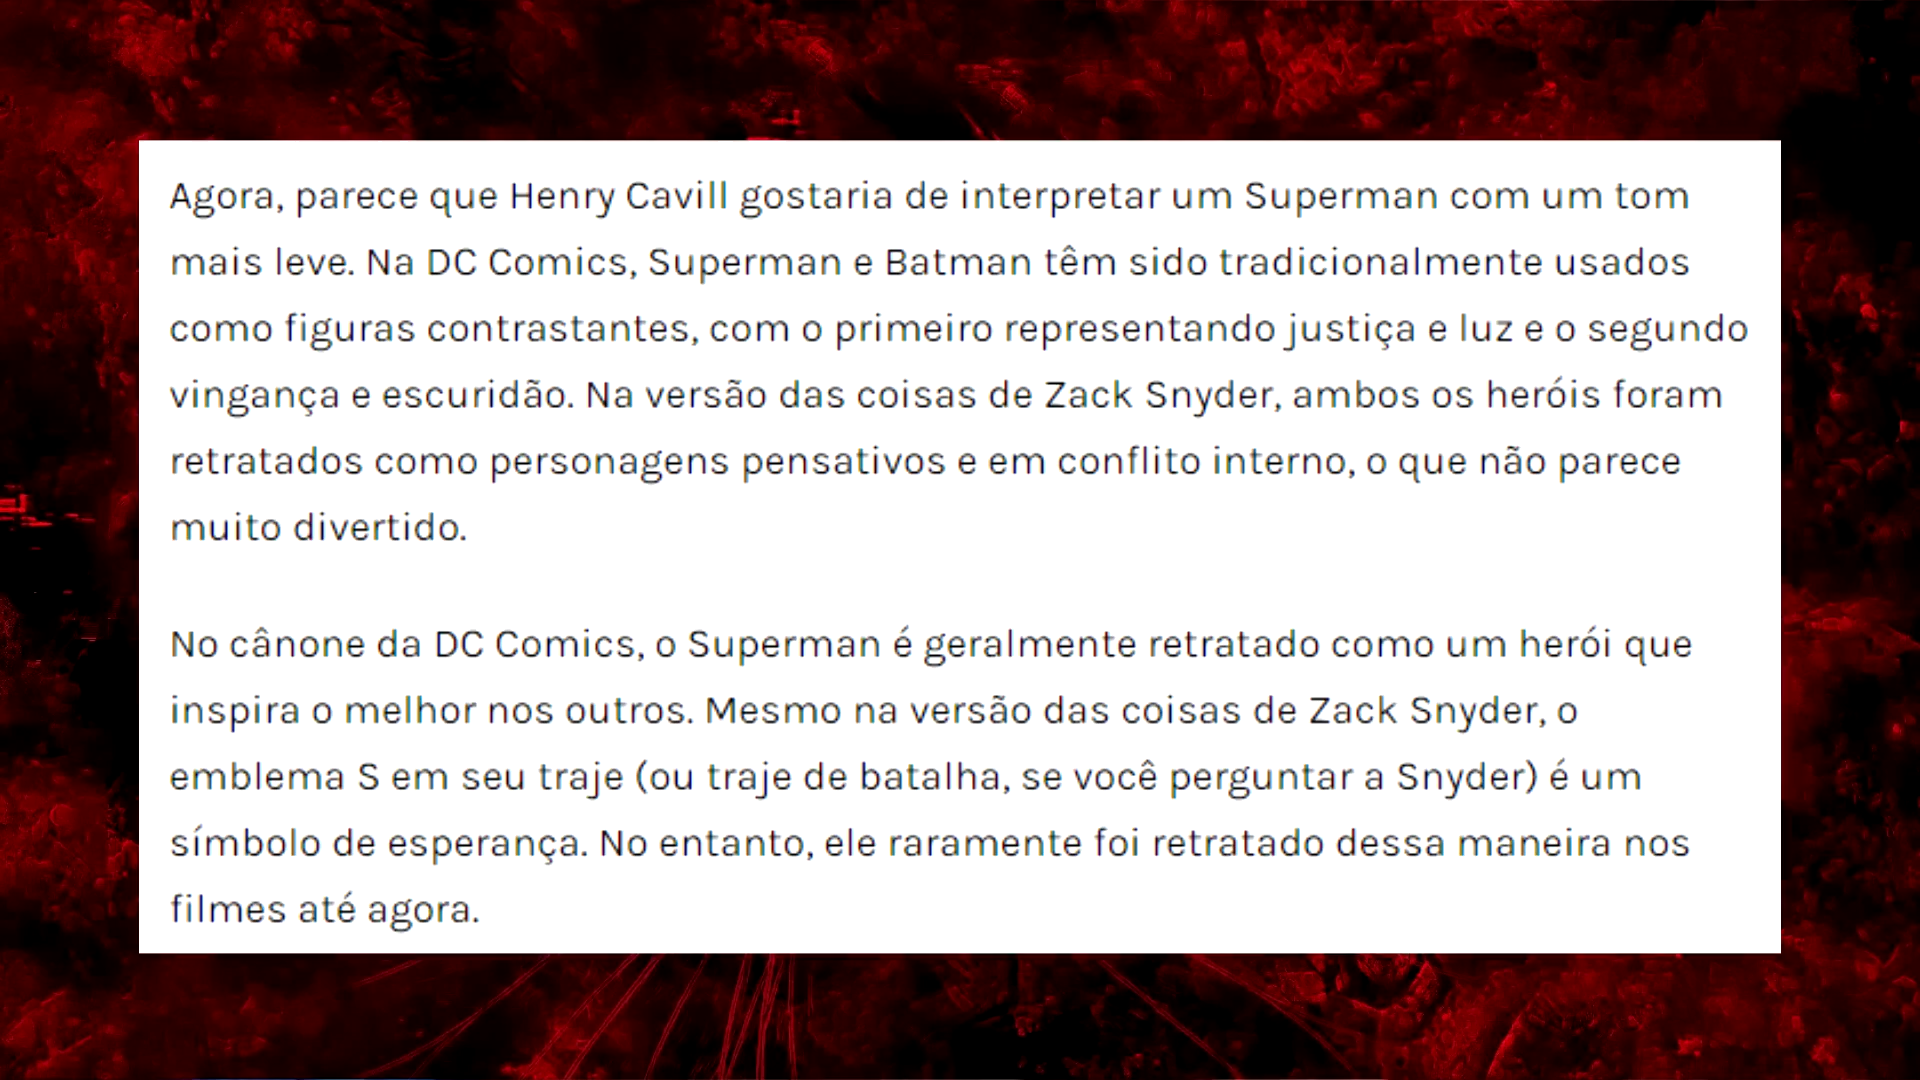 Agora, parece que Henry Cavill gostaria de interpretar um Superman com um tom
mais leve. Na DC Comics, Superman e Batman têm sido tradicionalmente usados
como figuras contrastantes, com o primeiro representando justiça e luz e o segundo
vingança e escuridão. Na versão das coisas de Zack Snyder, ambos os heróis foram
retratados como personagens pensativos e em conflito interno, o que não parece
muito divertido.
No cânone da DC Comics, o Superman é geralmente retratado como um herói que
inspira o melhor nos outros. Mesmo na versão das coisas de Zack Snyder, o
emblema S em seu traje (ou traje de batalha, se você perguntar a Snyder) é um
símbolo de esperança. No entanto, ele raramente foi retratado dessa maneira nos
filmes até agora.